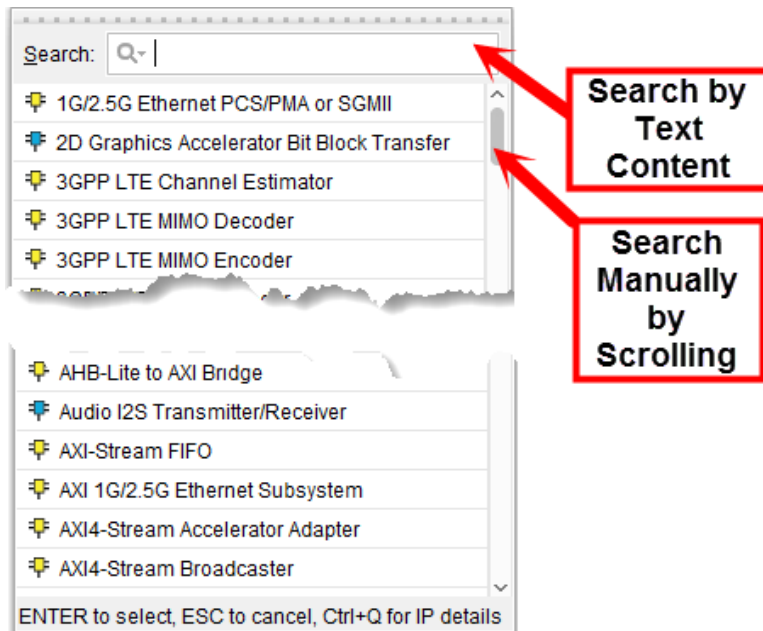 Search:
1G/2.5G Ethernet PCS/PMA or SGMII
2D Graphics Accelerator Bit Block Transfer
3GPP LTE Channel Estimator
3GPP LTE MIMO Decoder
3GPP LTE MIMO Encoder
AHB-Lite to AXI Bridge
Audio I2S Transmitter/Receiver
AXI-Stream FIFO
AXI 1G/2.5G Ethernet Subsystem
AXI4-Stream Accelerator Adapter
AXI4-Stream Broadcaster
ENTER to select, ESC to cancel, Ctrl+Q for IP details
Search by
Text
Content
Search
Manually
by
Scrolling